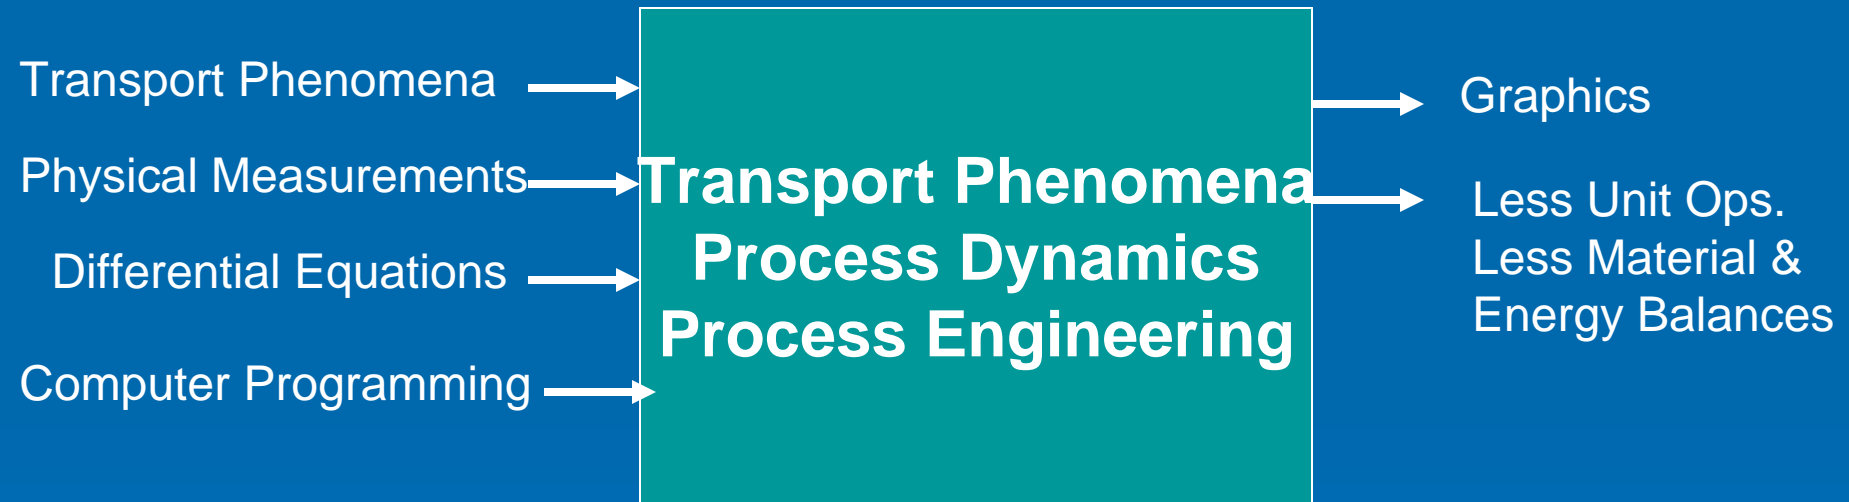 Transport Phenomena
Physical Measurements
Differential Equations
Computer Programming
Transport Phenomena
Process Dynamics
Process Engineering
Graphics
Less Unit Ops.
Less Material &
Energy Balances